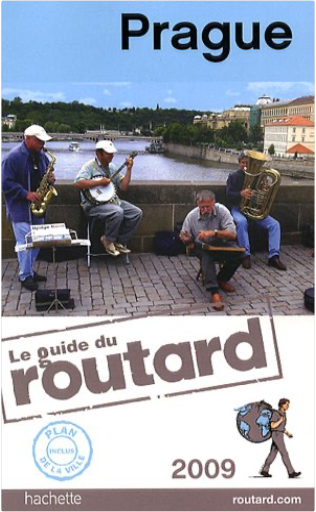 Prague
Le guide du
routard
PLAN
INCLUS
DE LA VILLE
2009
hachette
routard.com